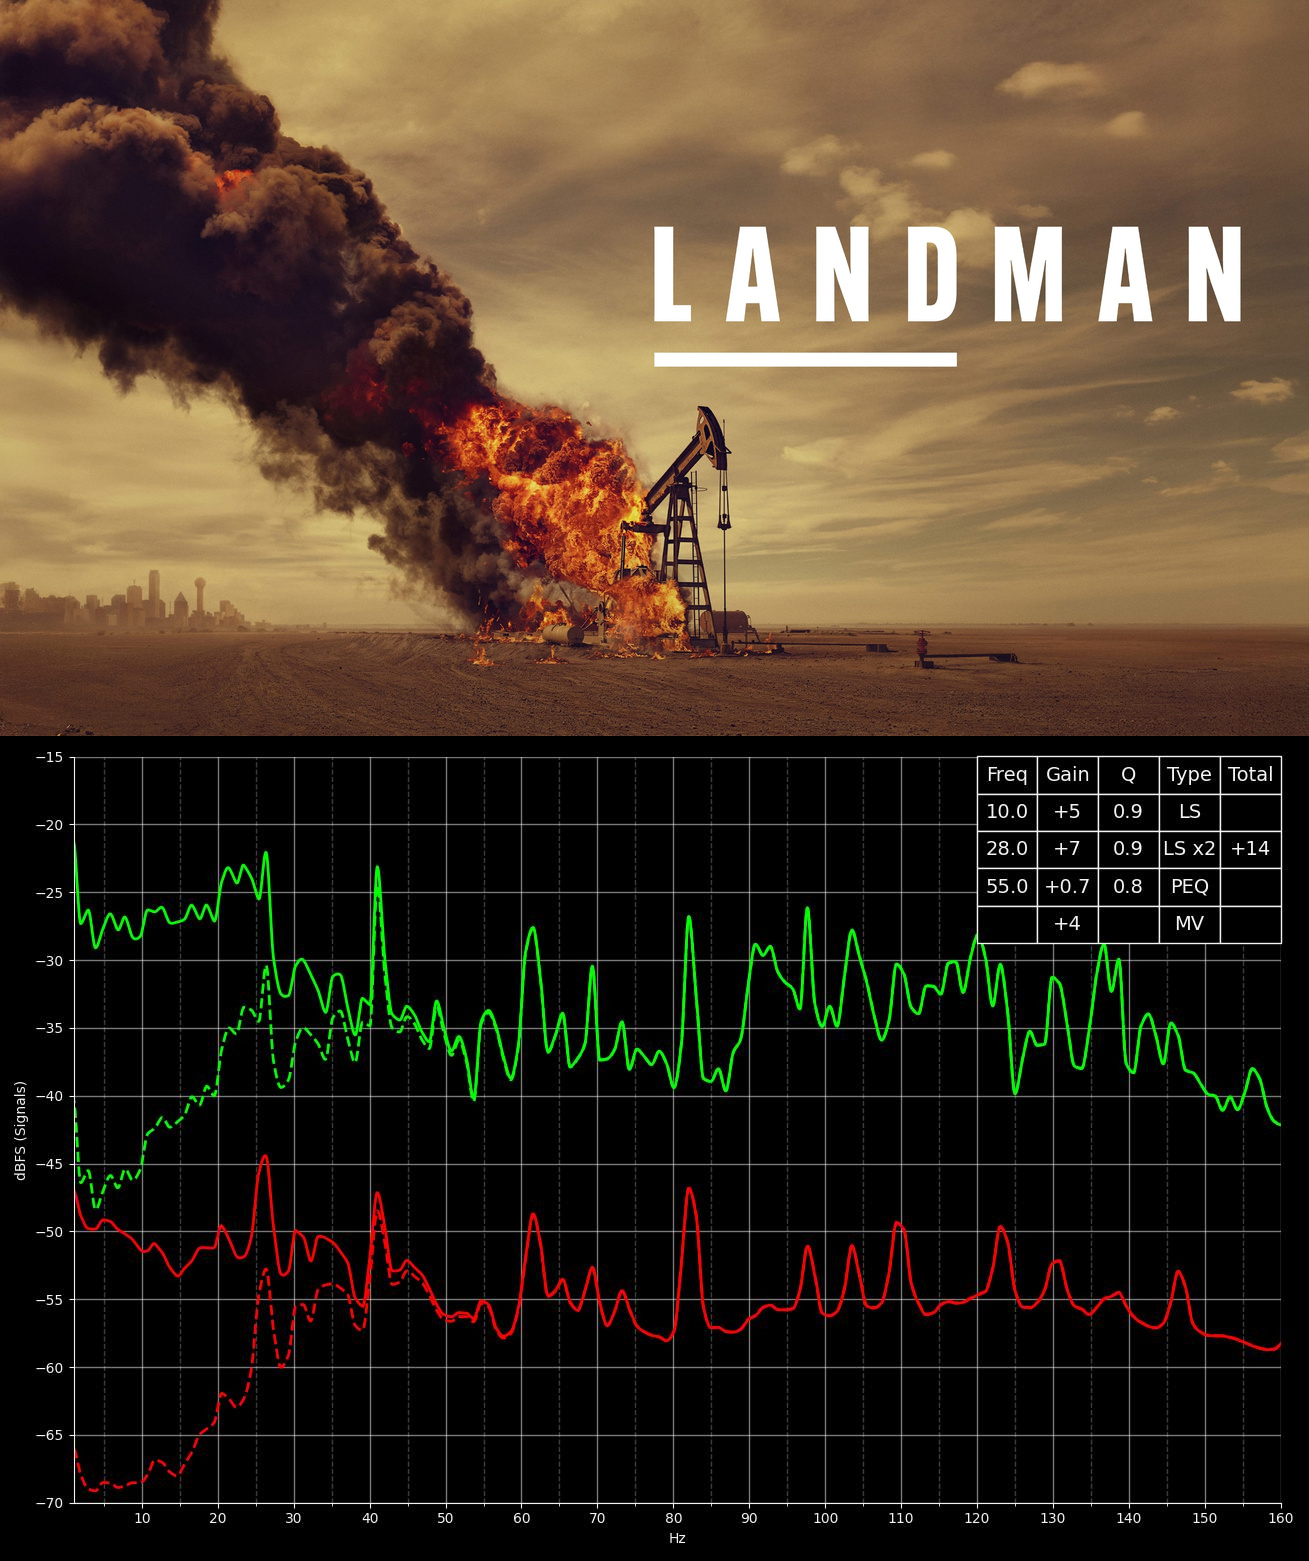 LANDMAN
Freq Gain Q Type Total
10.0 +5 0.9 LS
28.0 +7 0.9 LS x2 +14
55.0 +0.7 0.8 PEQ
+4 MV
−15
−20
−25
−30
−35
−40
−45
−50
−55
−60
−65
−70
dBFS (Signals)
10 20 30 40 50 60 70 80 90 100 110 120 130 140 150 160
Hz